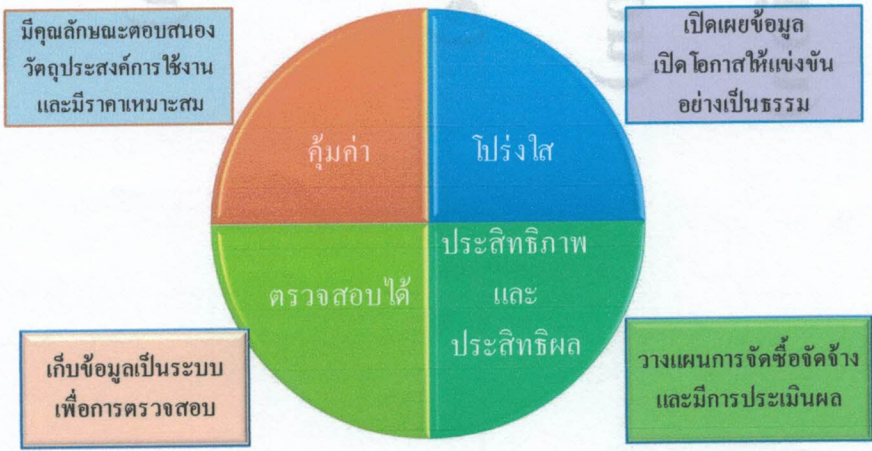 มีคุณลักษณะตอบสนอง
วัตถุประสงค์การใช้งาน
และมีราคาเหมาะสม
เปิดเผยข้อมูล
เปิดโอกาสให้แข่งขัน
อย่างเป็นธรรม
คุ้มค่า
โปร่งใส
ตรวจสอบได้
ประสิทธิภาพ
และ
ประสิทธิผล
เก็บข้อมูลเป็นระบบ
เพื่อการตรวจสอบ
วางแผนการจัดซื้อจัดจ้าง
และมีการประเมินผล